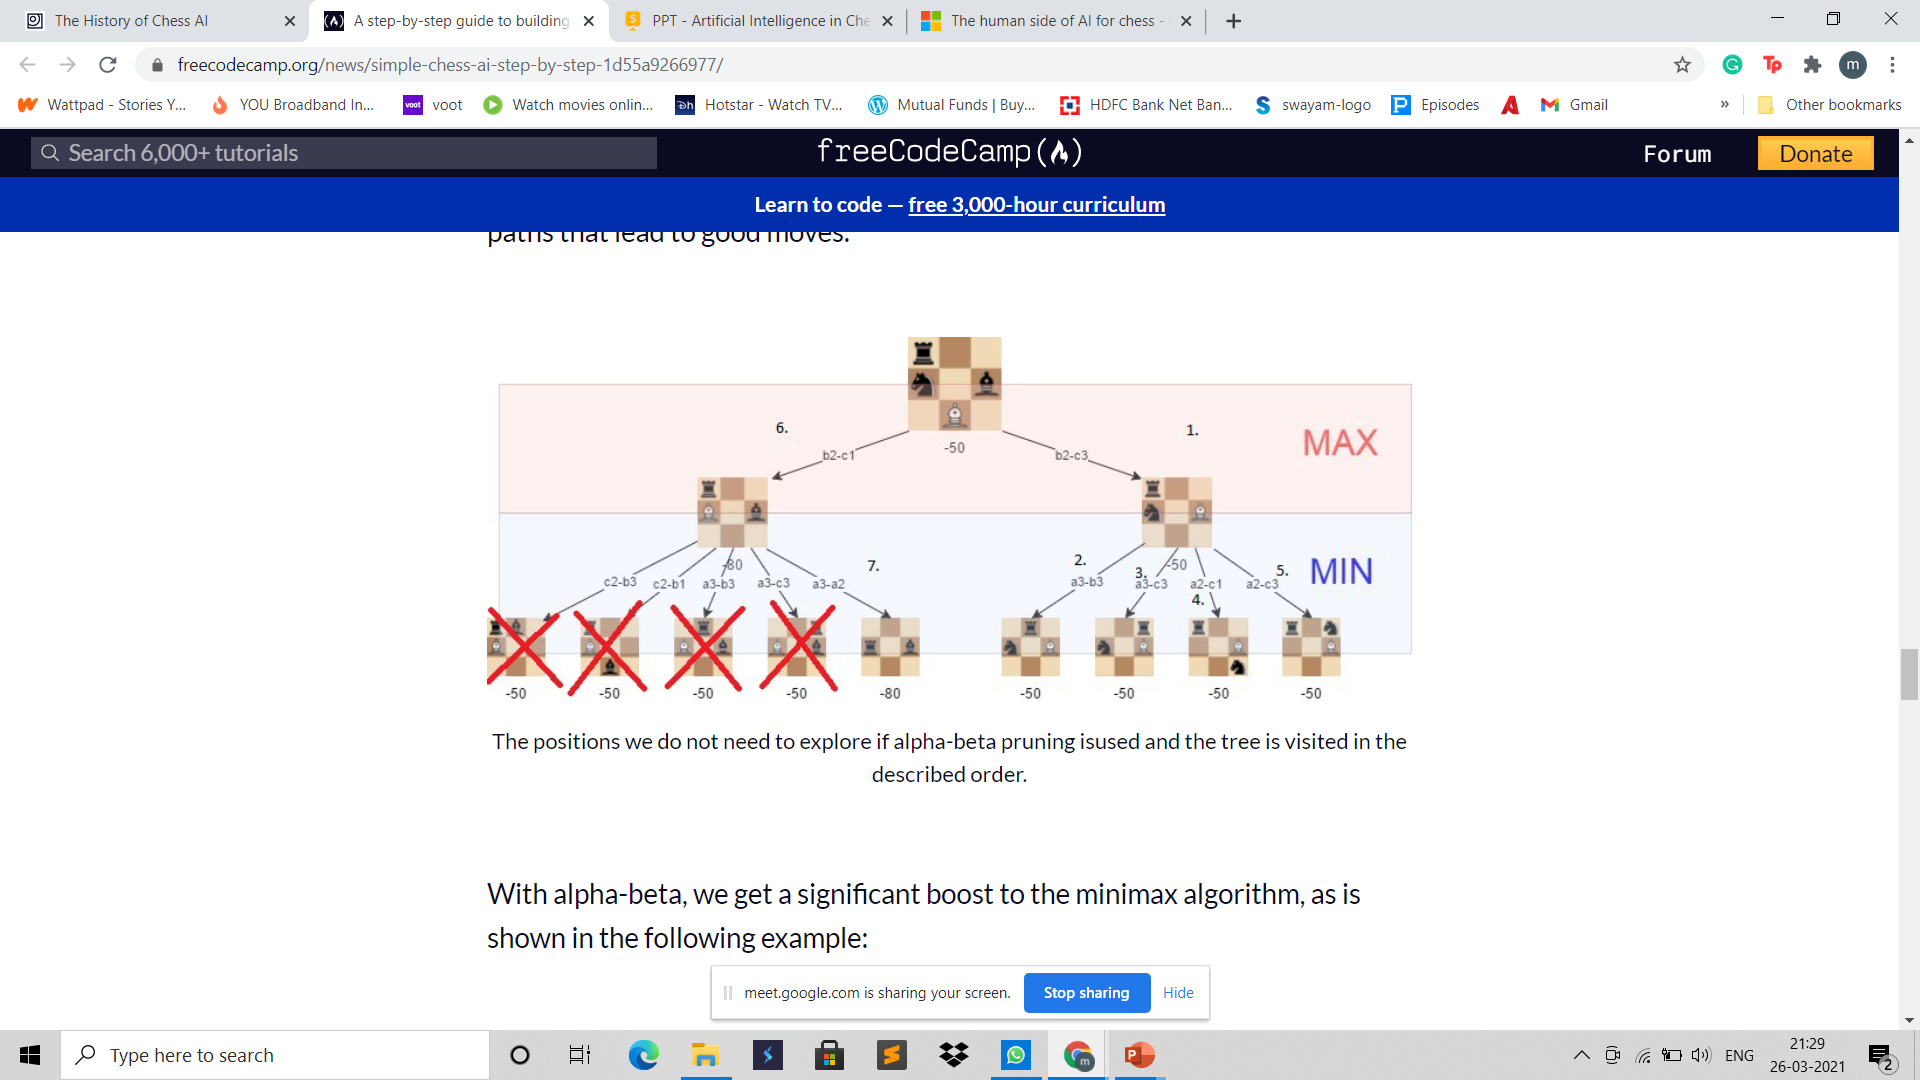 The History of Chess AI
A step-by-step guide to building
PPT - Artificial Intelligence in Che
The human side of AI for chess -
freecodecamp.org/news/simple-chess-ai-step-by-step-1d55a9266977/
m
Wattpad - Stories Y...
YOU Broadband In...
voot
voot
Watch movies onlin...
Hotstar - Watch TV...
Mutual Funds | Buy...
HDFC Bank Net Ban...
swayam-logo
Episodes
Gmail
»
Other bookmarks
Search 6,000+ tutorials
freeCodeCamp
Forum
Donate
Learn to code — free 3,000-hour curriculum
paths that lead to good moves.
6.
1.
MAX
b2-c1
-50
b2-c3
-80
7.
2.
3.
-50
5.
MIN
c2-b3
c2-b1
a3-b3
a3-c3
a3-a2
a3-b3
a3-c3
a2-c1
a2-c3
4.
-50
-50
-50
-50
-80
-50
-50
-50
-50
The positions we do not need to explore if alpha-beta pruning isused and the tree is visited in the
described order.
With alpha-beta, we get a significant boost to the minimax algorithm, as is
shown in the following example:
meet.google.com is sharing your screen.
Stop sharing
Hide
Type here to search
ENG
21:29
26-03-2021
2